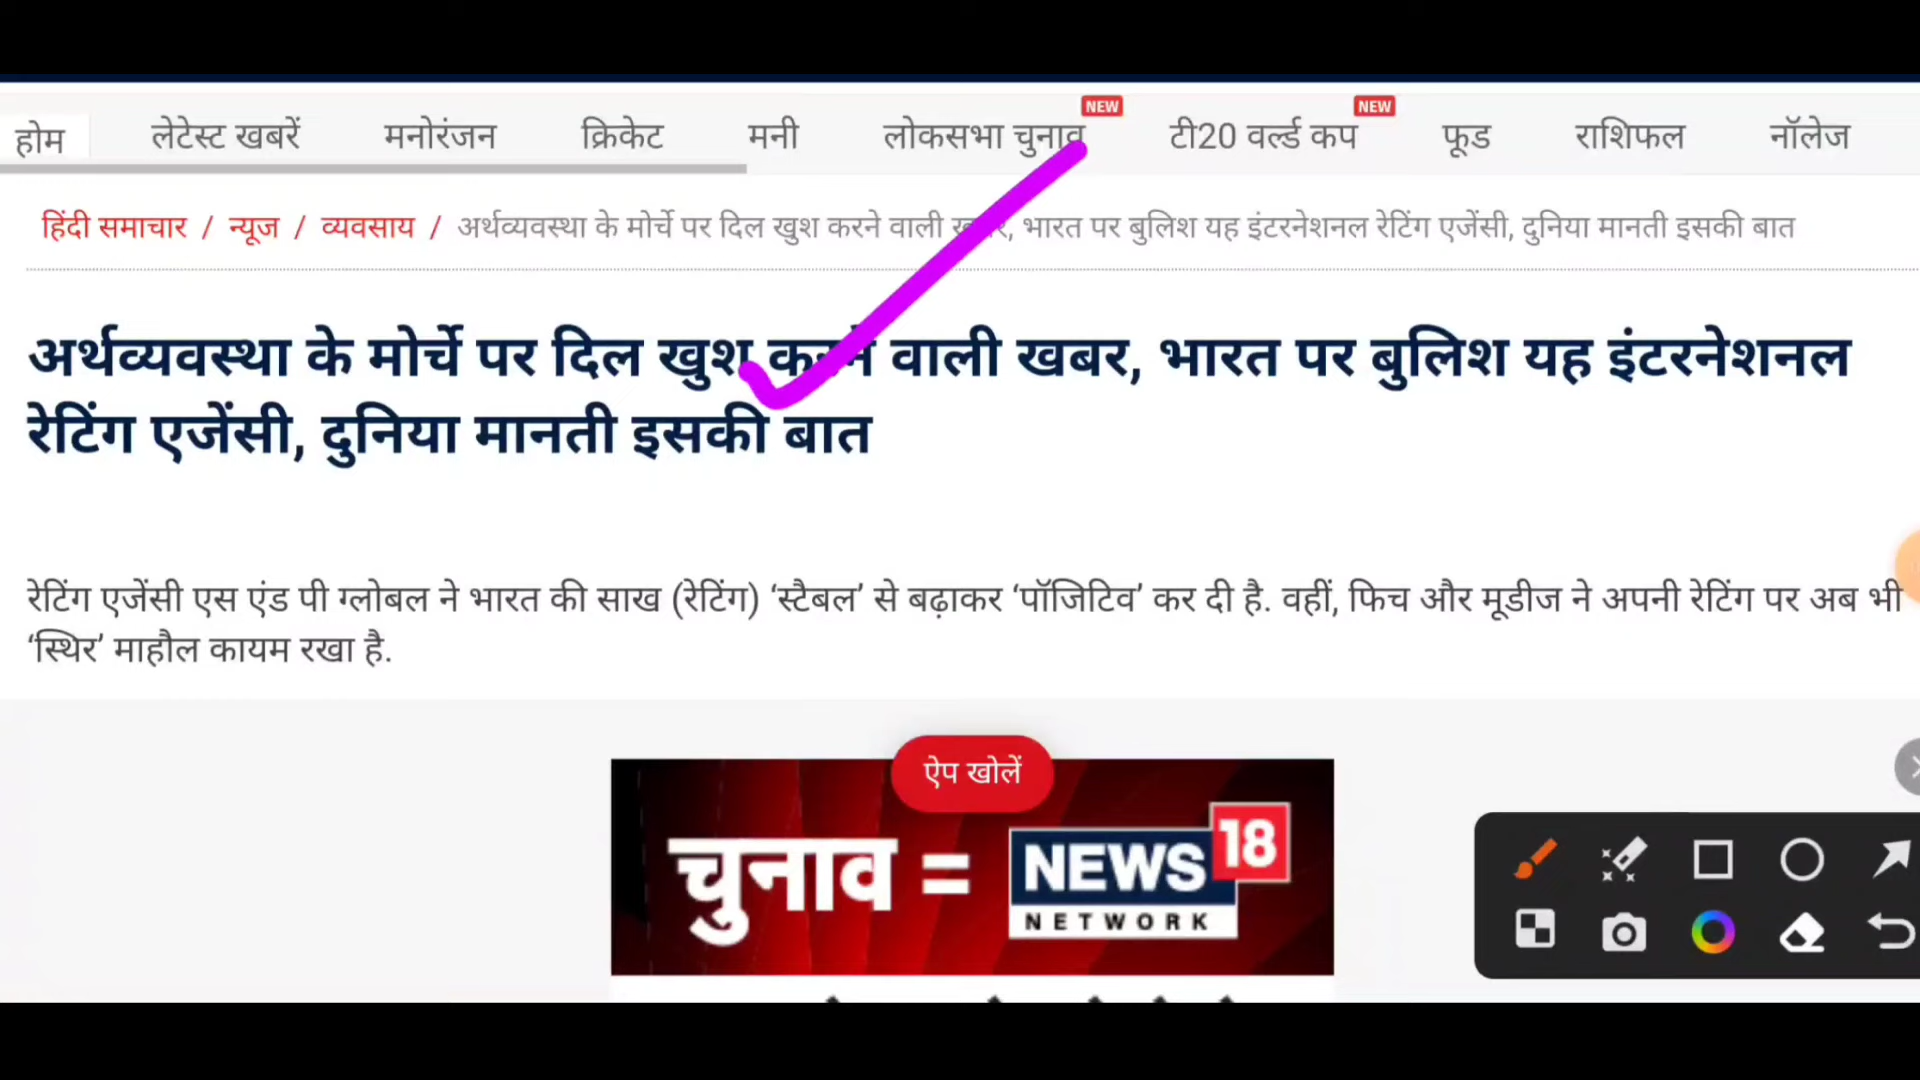 NEW NEW
होम लेटेस्ट खबरें मनोरंजन क्रिकेट मनी लोकसभा चुनाव टी20 वर्ल्ड कप फूड राशिफल नॉलेज
हिंदी समाचार / न्यूज / व्यवसाय / अर्थव्यवस्था के मोर्चे पर दिल खुश करने वाली खबर, भारत पर बुलिश यह इंटरनेशनल रेटिंग एजेंसी, दुनिया मानती इसकी बात
अर्थव्यवस्था के मोर्चे पर दिल खुश करने वाली खबर, भारत पर बुलिश यह इंटरनेशनल
रेटिंग एजेंसी, दुनिया मानती इसकी बात
रेटिंग एजेंसी एस एंड पी ग्लोबल ने भारत की साख (रेटिंग) ‘स्टैबल’ से बढ़ाकर ‘पॉजिटिव’ कर दी है. वहीं, फिच और मूडीज ने अपनी रेटिंग पर अब भी
‘स्थिर’ माहौल कायम रखा है.
ऐप खोलें
चुनाव = NEWS 18
NETWORK